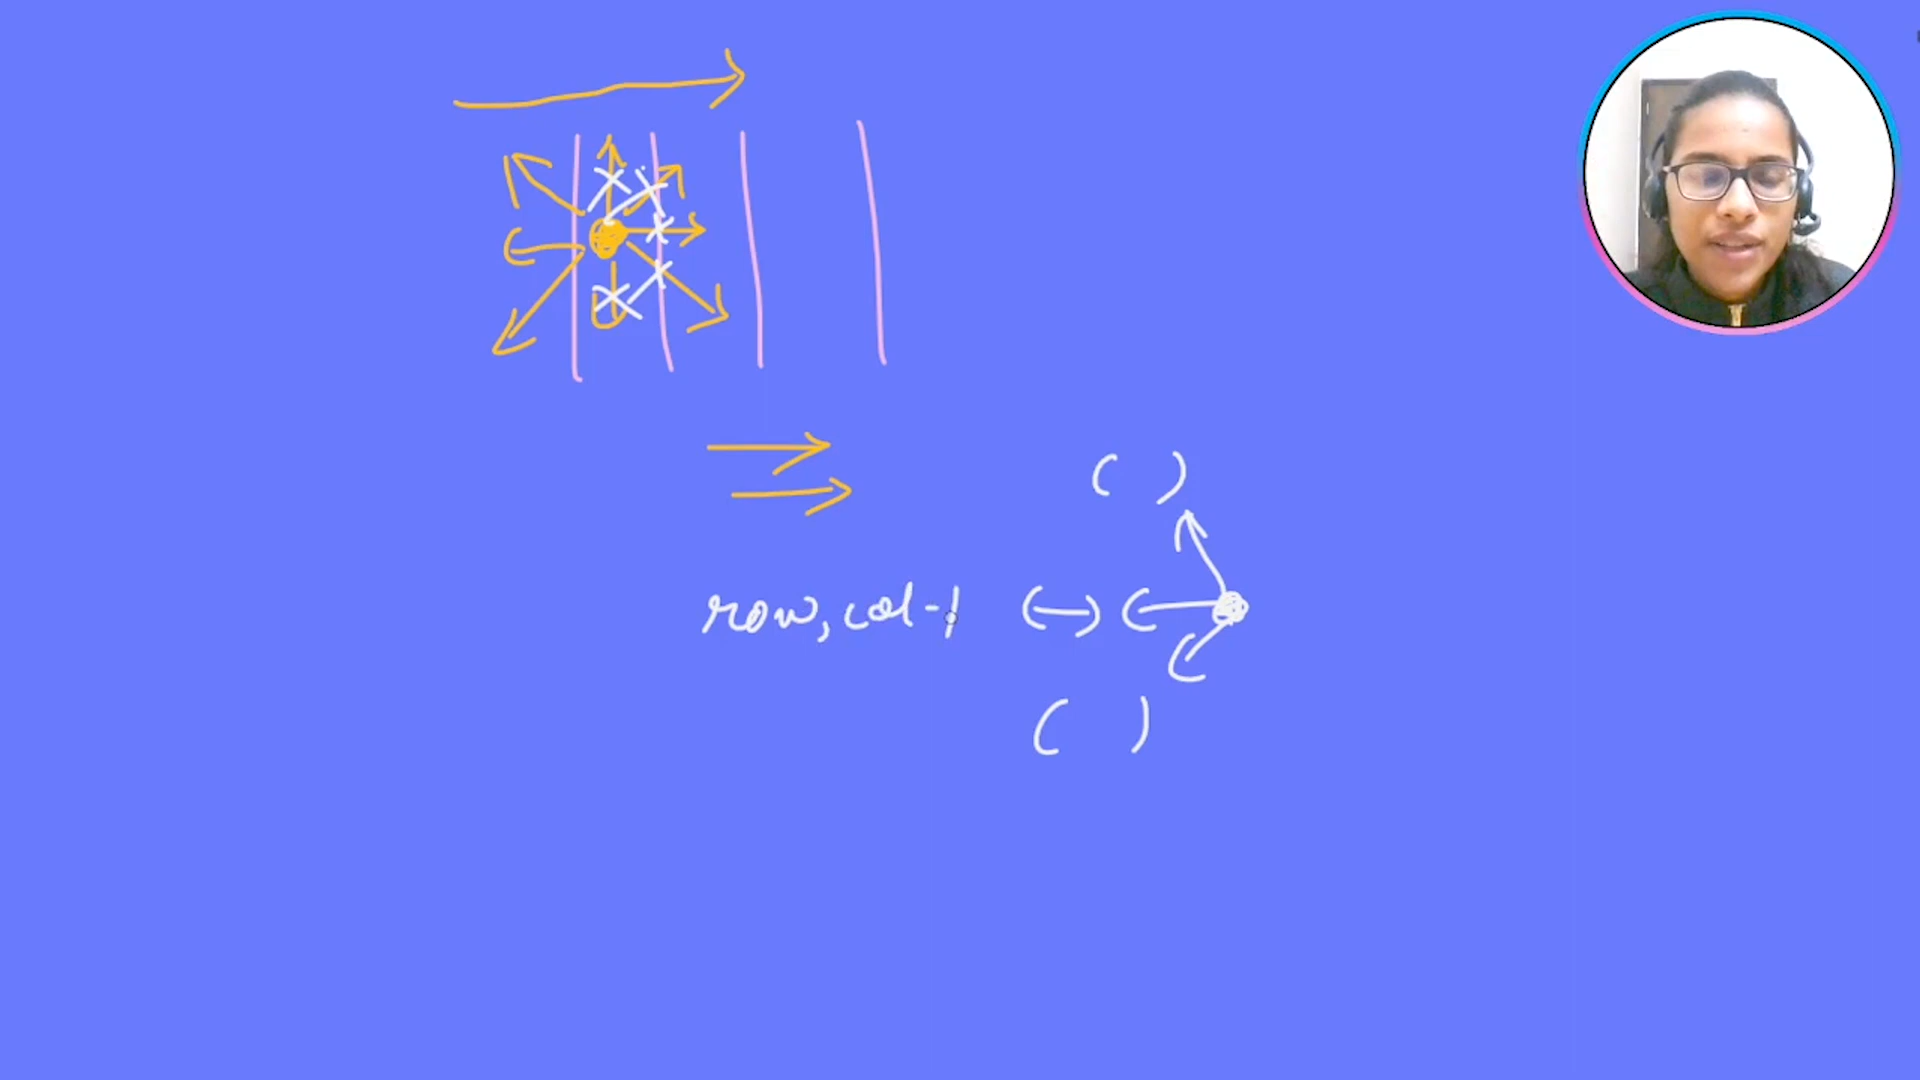 ( )
row, col-1 (→)
( )